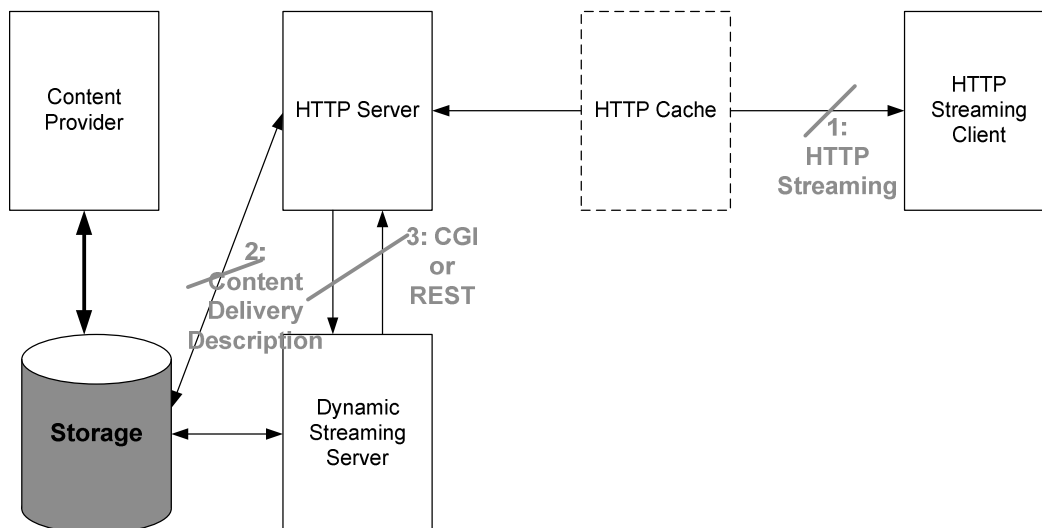 Content
Provider
HTTP Server
HTTP Cache
HTTP
Streaming
Client
1:
HTTP
Streaming
2:
Content
Delivery
Description
3: CGI
or
REST
Storage
Dynamic
Streaming
Server